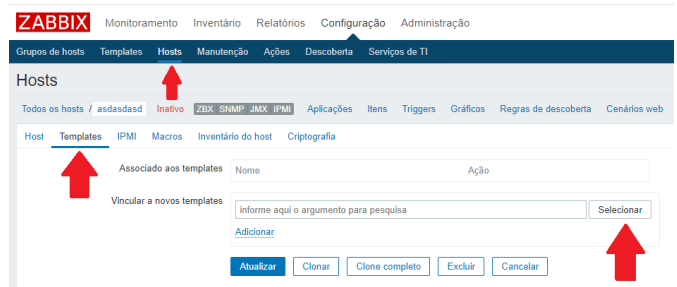 ZABBIX Monitoramento Inventário Relatórios Configuração Administração
Grupos de hosts Templates Hosts Manutenção Ações Descoberta Serviços de TI
Hosts
Todos os hosts / asdasdasd Inativo ZBX SNMP JMX IPMI Aplicações Itens Triggers Gráficos Regras de descoberta Cenários web
Host Templates IPMI Macros Inventário do host Criptografia
Associado aos templates Nome Ação
Vincular a novos templates informe aqui o argumento para pesquisa Selecionar
Adicionar
Atualizar Clonar Clone completo Excluir Cancelar